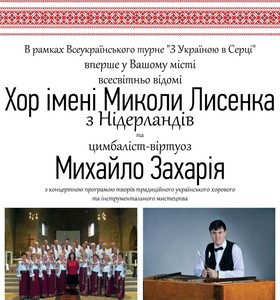 В рамках Всеукраїнського турне "З Україною в Серці"
вперше у Вашому місті
всесвітньо відомі
Хор імені Миколи Лисенка
з Нідерландів
та
цимбаліст-віртуоз
Михайло Захарія
з концертною програмою творів традиційного українського хорового
та інструментального мистецтва